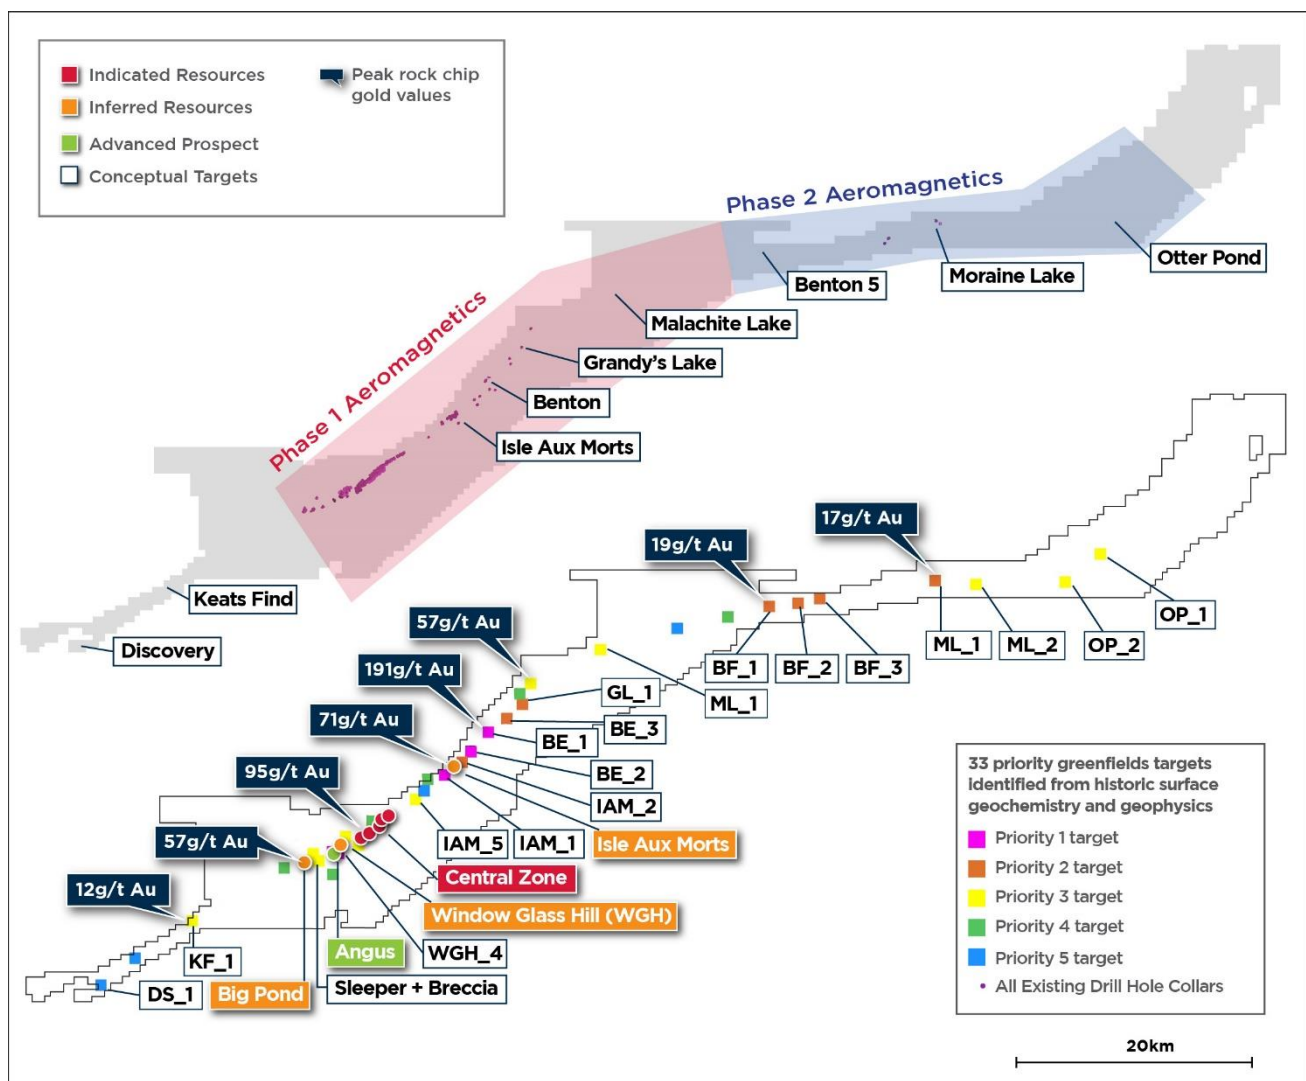 Indicated Resources
Inferred Resources
Advanced Prospect
Conceptual Targets
Peak rock chip
gold values
Phase 2 Aeromagnetics
Phase 1 Aeromagnetics
Otter Pond
Moraine Lake
Benton 5
Malachite Lake
Grandy's Lake
Benton
Isle Aux Morts
Keats Find
Discovery
17g/t Au
19g/t Au
57g/t Au
191g/t Au
71g/t Au
95g/t Au
57g/t Au
12g/t Au
OP_1
OP_2
ML_2
ML_1
BF_3
BF_2
BF_1
ML_1
GL_1
BE_3
BE_1
BE_2
IAM_2
Isle Aux Morts
IAM_1
IAM_5
Central Zone
Window Glass Hill (WGH)
WGH_4
Angus
Sleeper + Breccia
Big Pond
KF_1
DS_1
33 priority greenfields targets
identified from historic surface
geochemistry and geophysics
Priority 1 target
Priority 2 target
Priority 3 target
Priority 4 target
Priority 5 target
All Existing Drill Hole Collars
20km